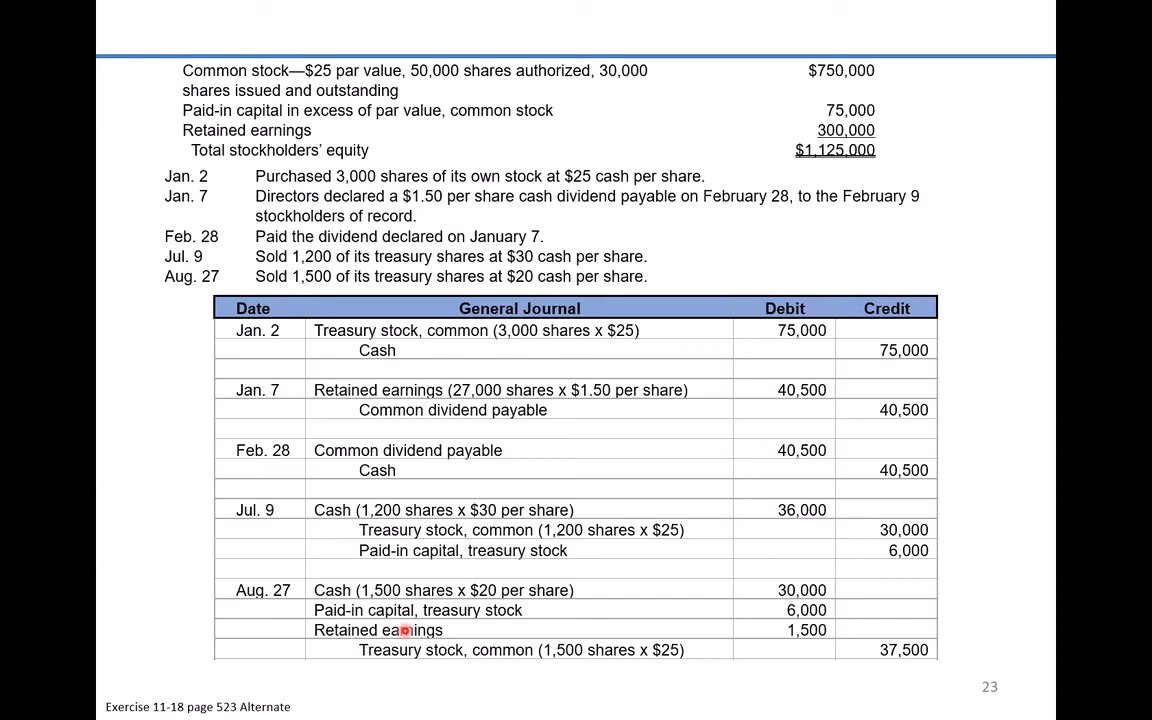 Common stock—$25 par value, 50,000 shares authorized, 30,000 $750,000
shares issued and outstanding
Paid-in capital in excess of par value, common stock 75,000
Retained earnings 300,000
Total stockholders' equity $1,125,000
Jan. 2 Purchased 3,000 shares of its own stock at $25 cash per share.
Jan. 7 Directors declared a $1.50 per share cash dividend payable on February 28, to the February 9
stockholders of record.
Feb. 28 Paid the dividend declared on January 7.
Jul. 9 Sold 1,200 of its treasury shares at $30 cash per share.
Aug. 27 Sold 1,500 of its treasury shares at $20 cash per share.
Date General Journal Debit Credit
Jan. 2 Treasury stock, common (3,000 shares x $25) 75,000
Cash 75,000
Jan. 7 Retained earnings (27,000 shares x $1.50 per share) 40,500
Common dividend payable 40,500
Feb. 28 Common dividend payable 40,500
Cash 40,500
Jul. 9 Cash (1,200 shares x $30 per share) 36,000
Treasury stock, common (1,200 shares x $25) 30,000
Paid-in capital, treasury stock 6,000
Aug. 27 Cash (1,500 shares x $20 per share) 30,000
Paid-in capital, treasury stock 6,000
Retained earnings 1,500
Treasury stock, common (1,500 shares x $25) 37,500
23
Exercise 11-18 page 523 Alternate